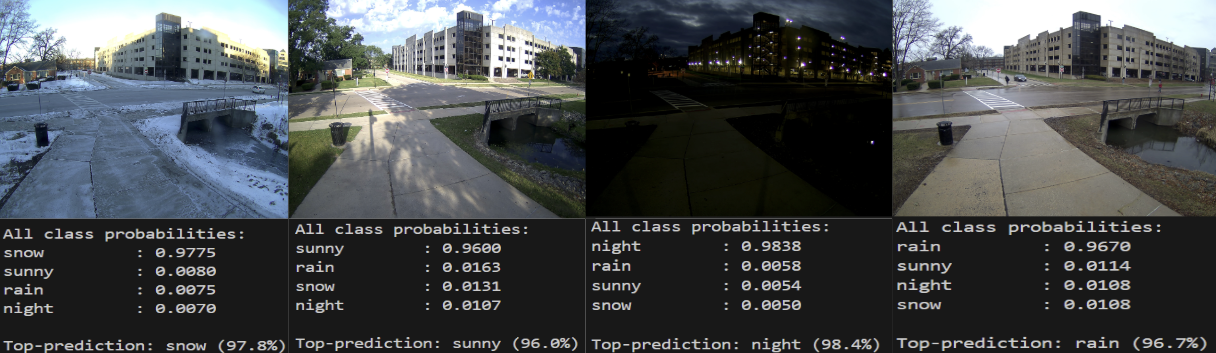 All class probabilities:
snow : 0.9775
sunny : 0.0080
rain : 0.0075
night : 0.0070
Top-prediction: snow (97.8%)
All class probabilities:
sunny : 0.9600
rain : 0.0163
snow : 0.0131
night : 0.0107
Top-prediction: sunny (96.0%)
All class probabilities:
night : 0.9838
rain : 0.0058
sunny : 0.0054
snow : 0.0050
Top-prediction: night (98.4%)
All class probabilities:
rain : 0.9670
sunny : 0.0114
night : 0.0108
snow : 0.0108
Top-prediction: rain (96.7%)